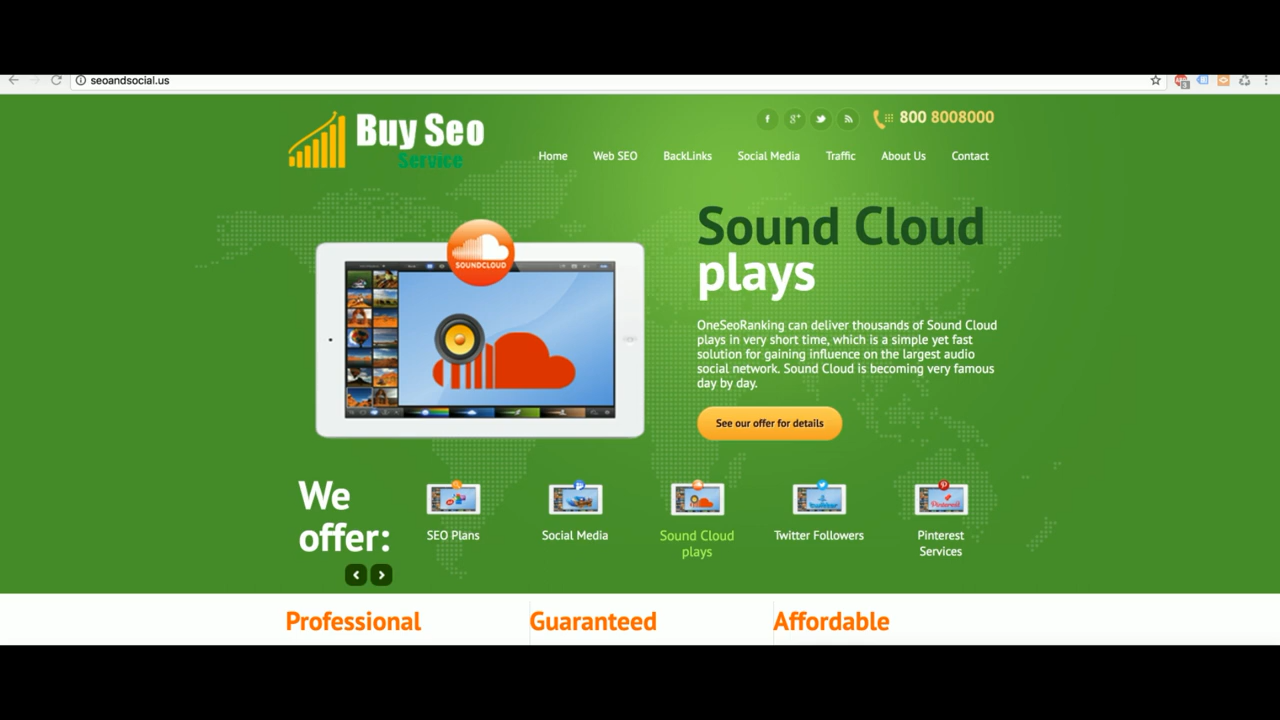 seoandsocial.us
3
Buy Seo
Service
800 8008000
Home Web SEO BackLinks Social Media Traffic About Us Contact
SOUNDCLOUD
Sound Cloud
plays
OneSeoRanking can deliver thousands of Sound Cloud
plays in very short time, which is a simple yet fast
solution for gaining influence on the largest audio
social network. Sound Cloud is becoming very famous
day by day.
See our offer for details
We
offer:
SEO Plans
Social Media
Sound Cloud
plays
Twitter Followers
Pinterest
Services
Professional
Guaranteed
Affordable